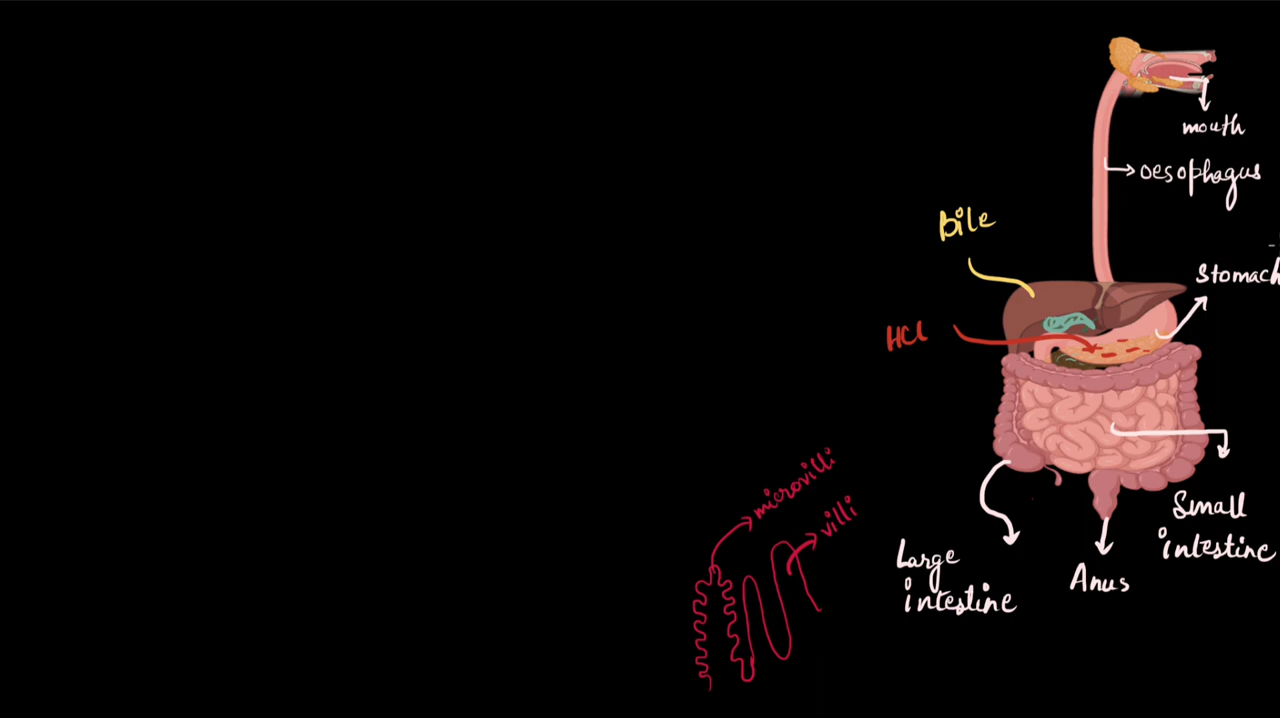 mouth
oesophagus
Bile
Stomach
HCl
microvilli
villi
Small
intestine
Large
intestine
Anus